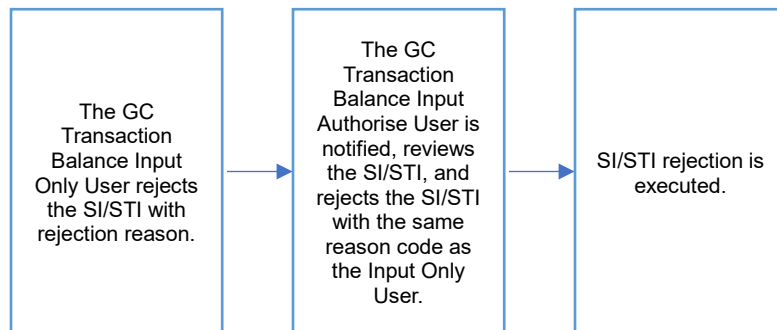 The GC
Transaction
Balance Input
Only User rejects
the SI/STI with
rejection reason.
The GC
Transaction
Balance Input
Authorise User is
notified, reviews
the SI/STI, and
rejects the SI/STI
with the same
reason code as
the Input Only
User.
SI/STI rejection is
executed.